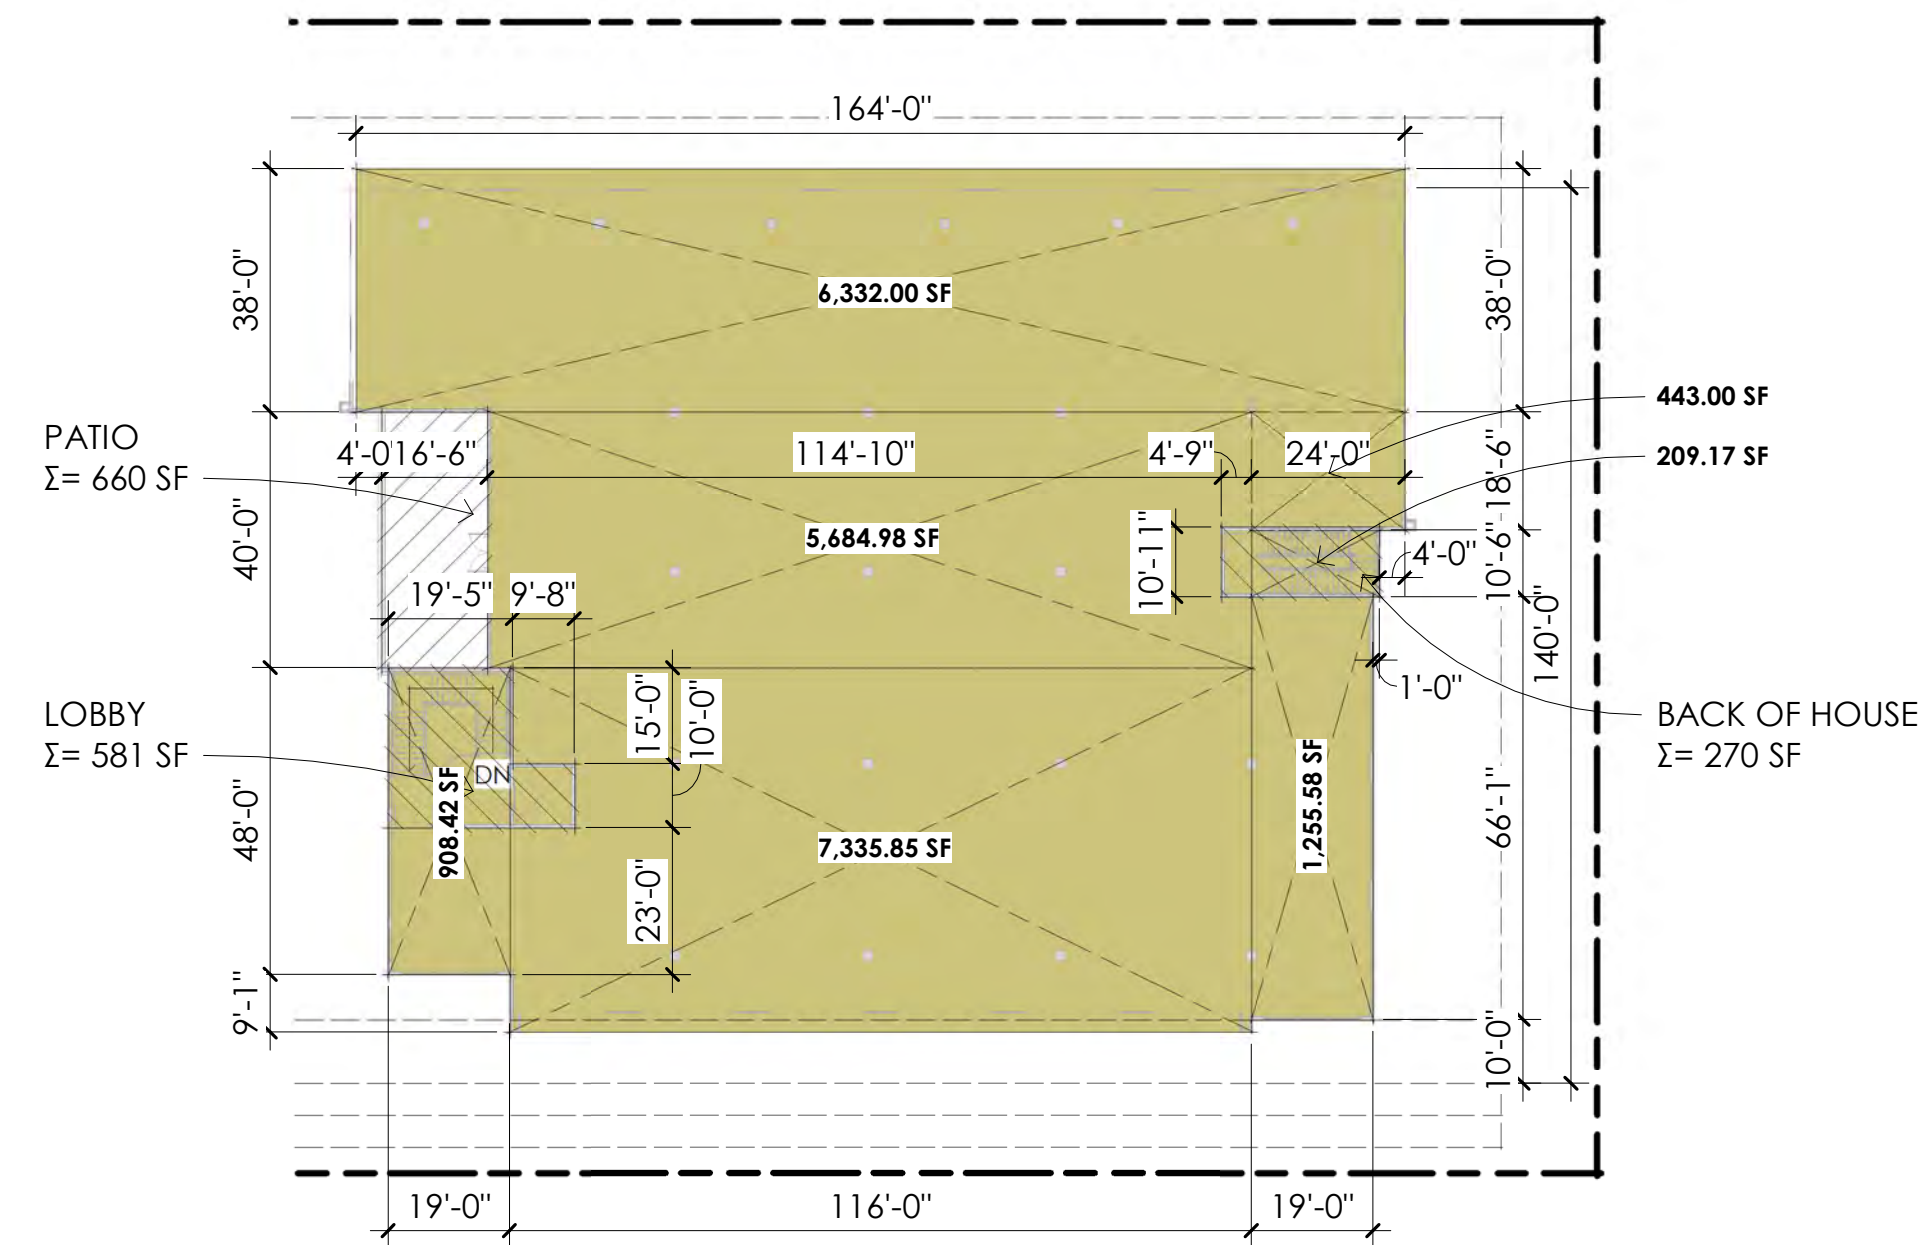 164'-0"
38'-0"
38'-0"
6,332.00 SF
443.00 SF
209.17 SF
PATIO
Σ= 660 SF
4'-0"
16'-6"
114'-10"
4'-9"
24'-0"
18'-6"
40'-0"
5,684.98 SF
10'-11"
4'-0"
10'-6"
19'-5"
9'-8"
140'-0"
15'-0"
10'-0"
1'-0"
LOBBY
Σ= 581 SF
BACK OF HOUSE
Σ= 270 SF
DN
908.42 SF
48'-0"
7,335.85 SF
1,255.58 SF
66'-1"
23'-0"
9'-1"
10'-0"
19'-0"
116'-0"
19'-0"